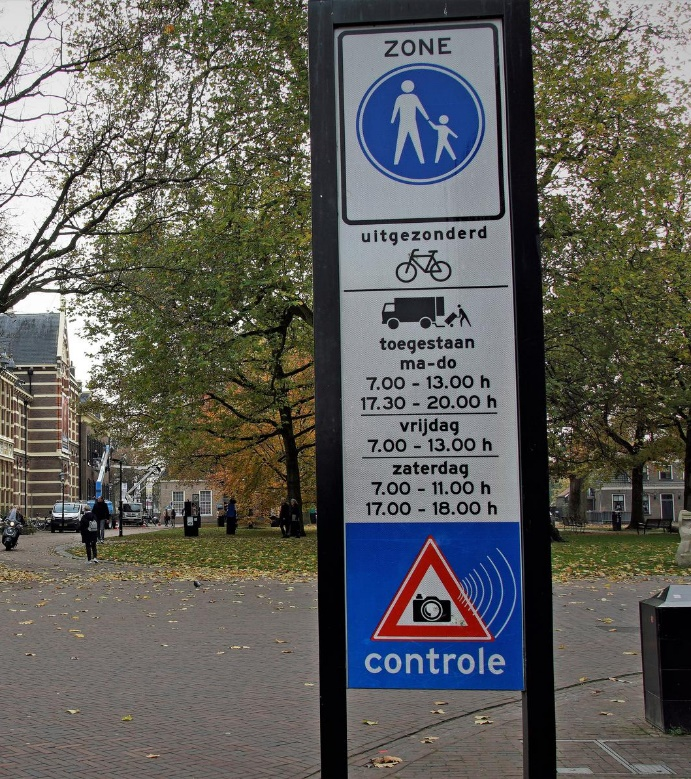 ZONE
uitgezonderd
toegestaan
ma-do
7.00 - 13.00 h
17.30 - 20.00 h
vrijdag
7.00 - 13.00 h
zaterdag
7.00 - 11.00 h
17.00 - 18.00 h
controle